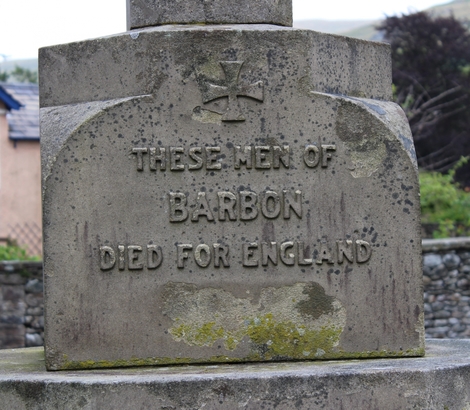 THESE MEN OF
BARBON
DIED FOR ENGLAND